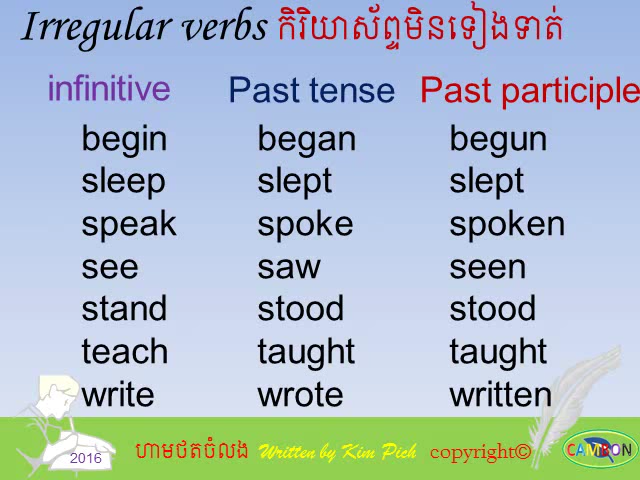 Irregular verbs កិរិយាស័ព្ទមិនទៀងទាត់
infinitive Past tense Past participle
begin began begun
sleep slept slept
speak spoke spoken
see saw seen
stand stood stood
teach taught taught
write wrote written
2016 ហាមថតចំលង Written by Kim Pich copyright© CAMBON